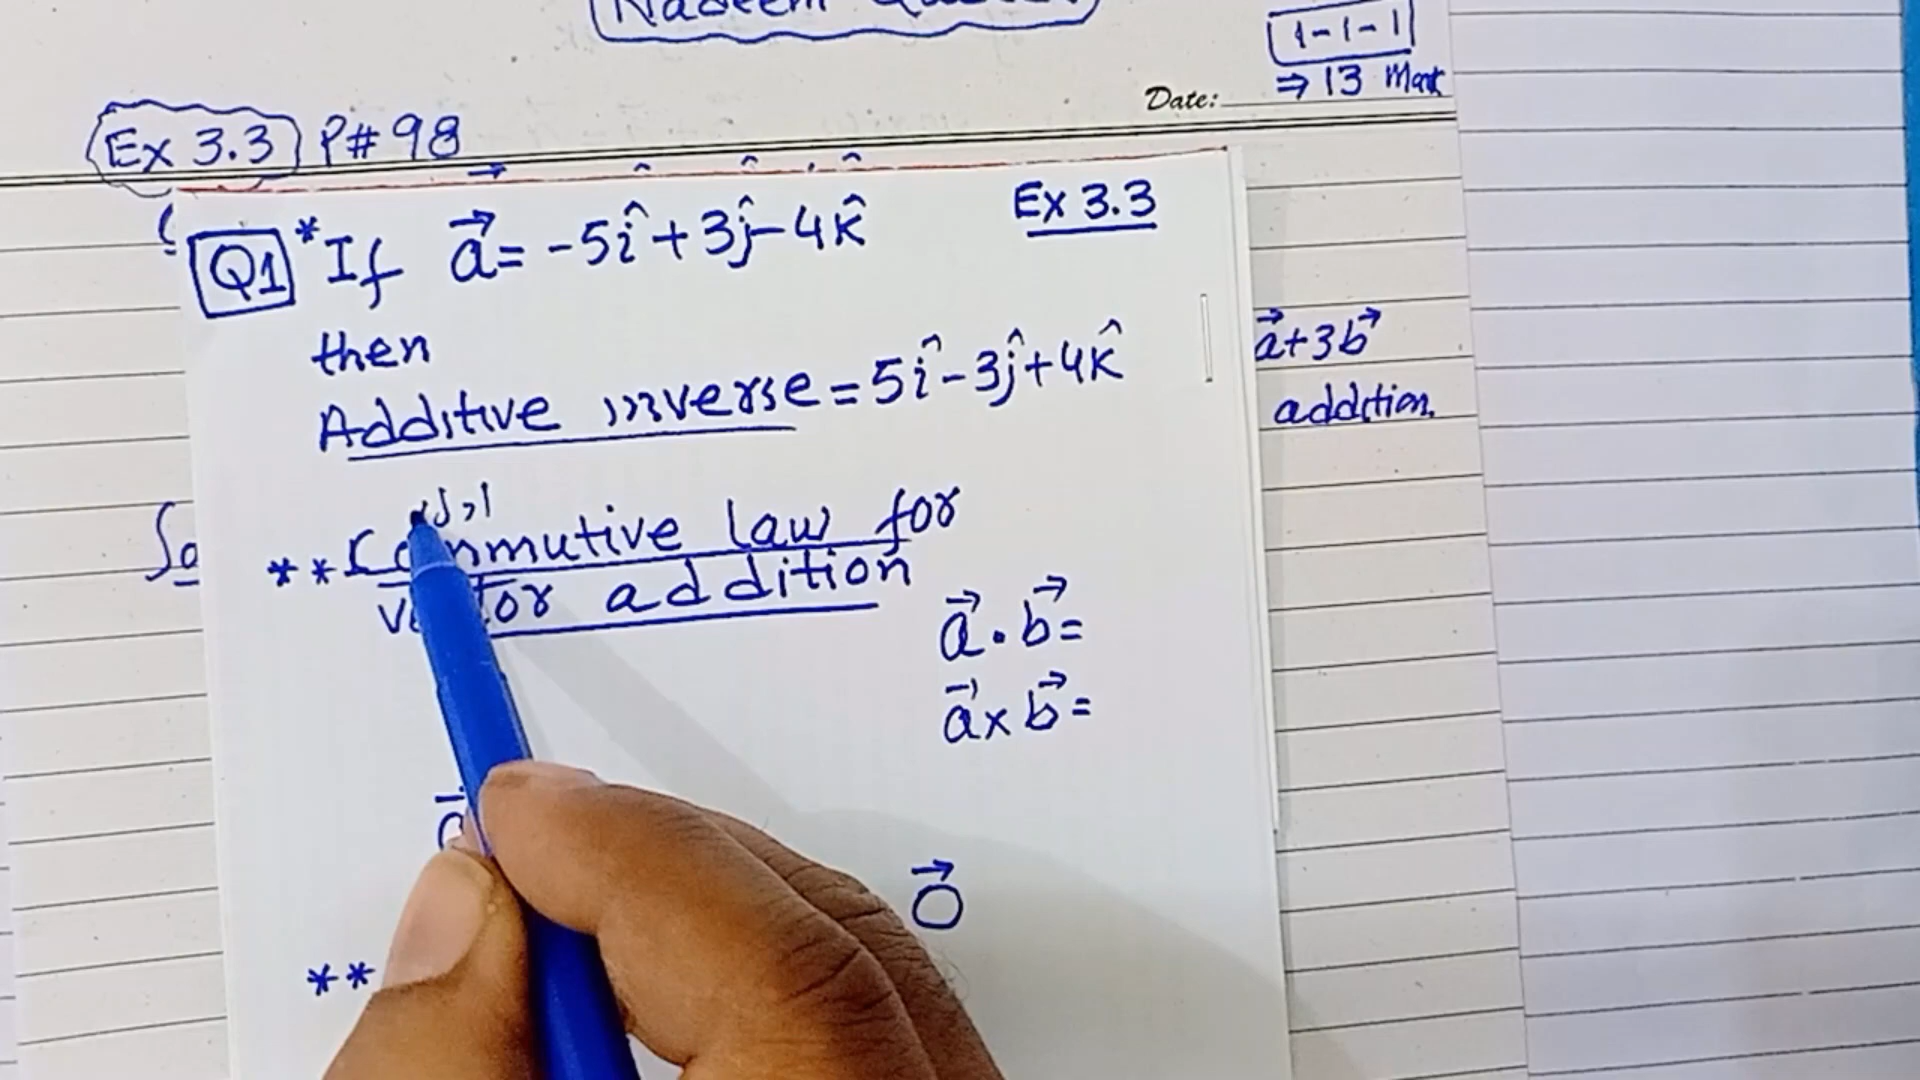 1-1-1
⇒ 13 Mark
Date:
Ex 3.3 P# 98
Q1 *If a⃗ = -5î + 3ĵ - 4k̂
Ex 3.3
then
Additive inverse = 5î - 3ĵ + 4k̂
a⃗+3b⃗
addition.
** Commutive law for
vector addition
a⃗ . b⃗ =
a⃗ x b⃗ =
O⃗
**